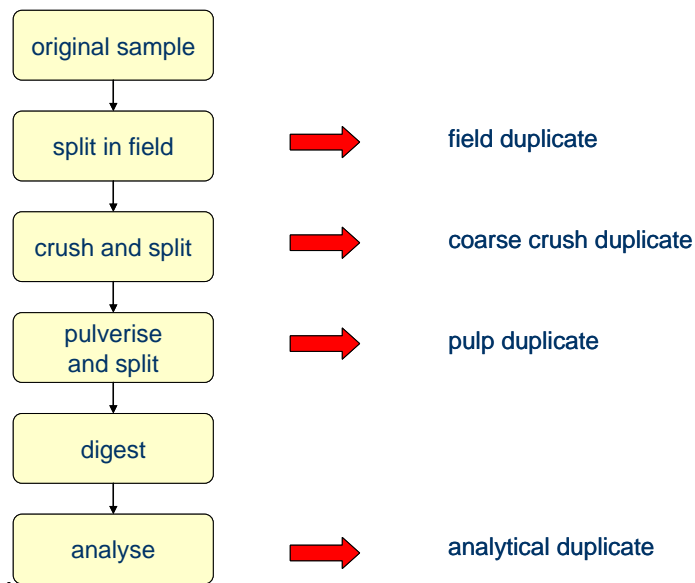 original sample
split in field
field duplicate
crush and split
coarse crush duplicate
pulverise
and split
pulp duplicate
digest
analyse
analytical duplicate